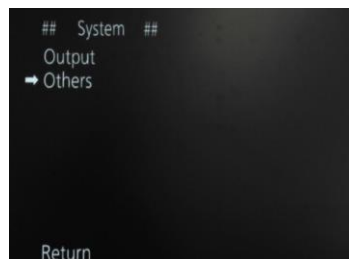 ## System ##
Output
➡ Others
Return